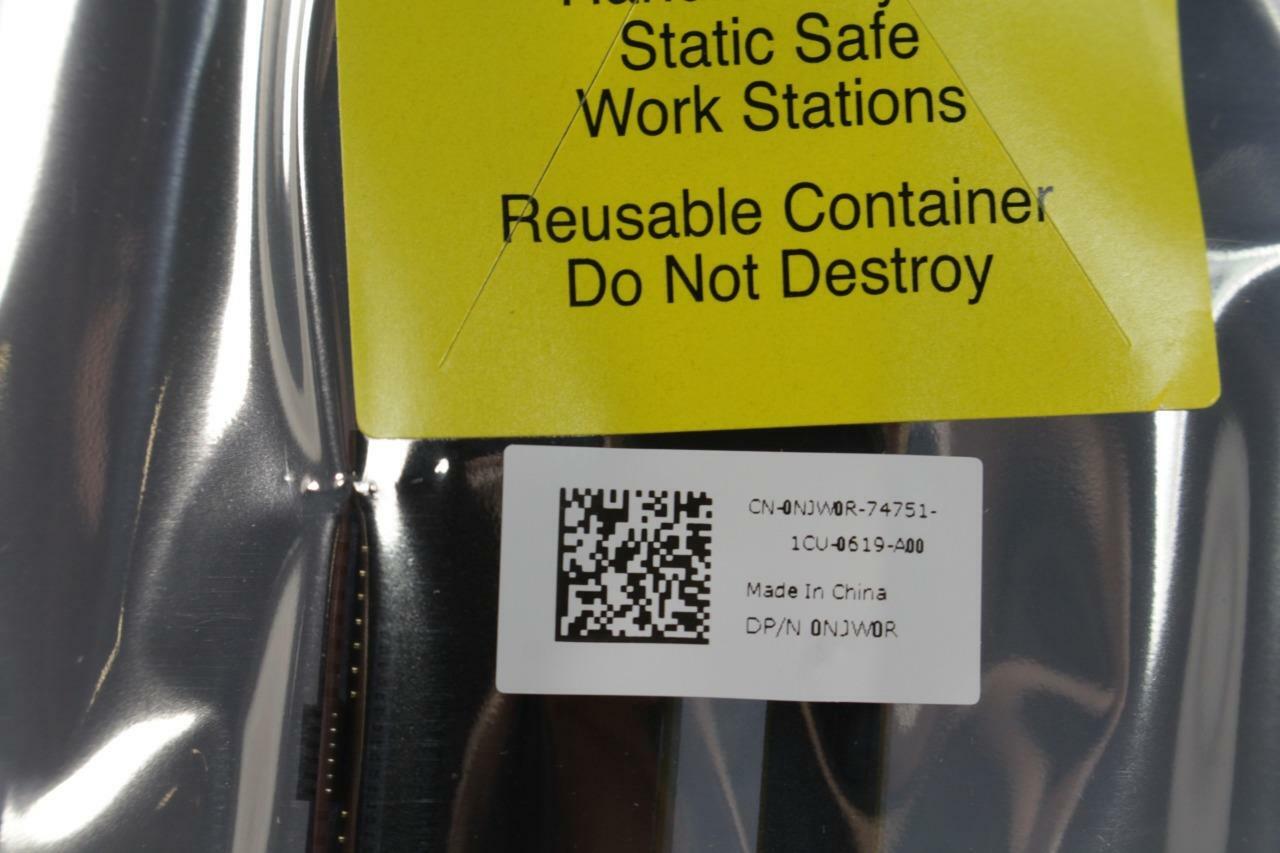 Static Safe
Work Stations
Reusable Container
Do Not Destroy
CN-0NJW0R-74751-
1CU-0619-A00
Made In China
DP/N 0NJW0R